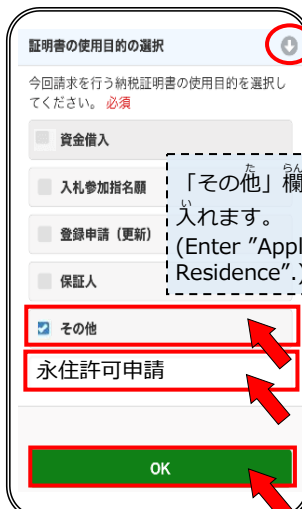 証明書の使用目的の選択
今回請求を行う納税証明書の使用目的を選択し
てください。 必須
資金借入
入札参加指名願
登録申請（更新）
保証人
た らん
「その他」欄
い
入れます。
(Enter "Appl
Residence".)
その他
永住許可申請
OK